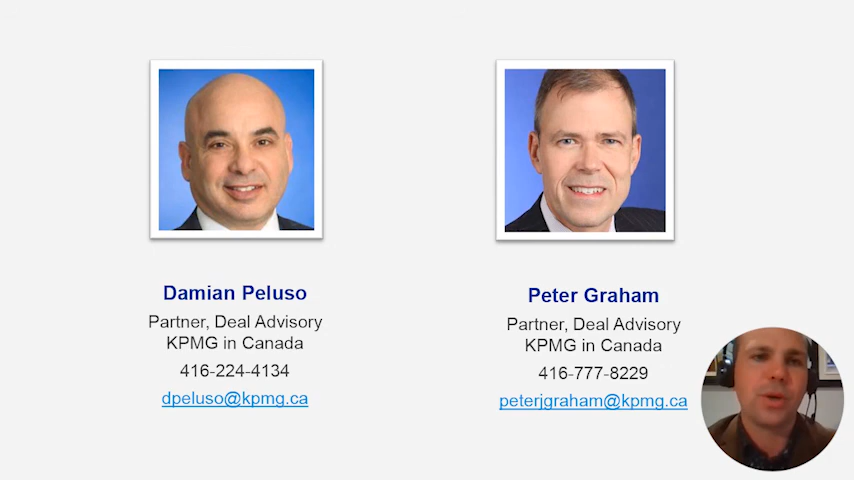 Damian Peluso
Partner, Deal Advisory
KPMG in Canada
416-224-4134
dpeluso@kpmg.ca
Peter Graham
Partner, Deal Advisory
KPMG in Canada
416-777-8229
peterjgraham@kpmg.ca